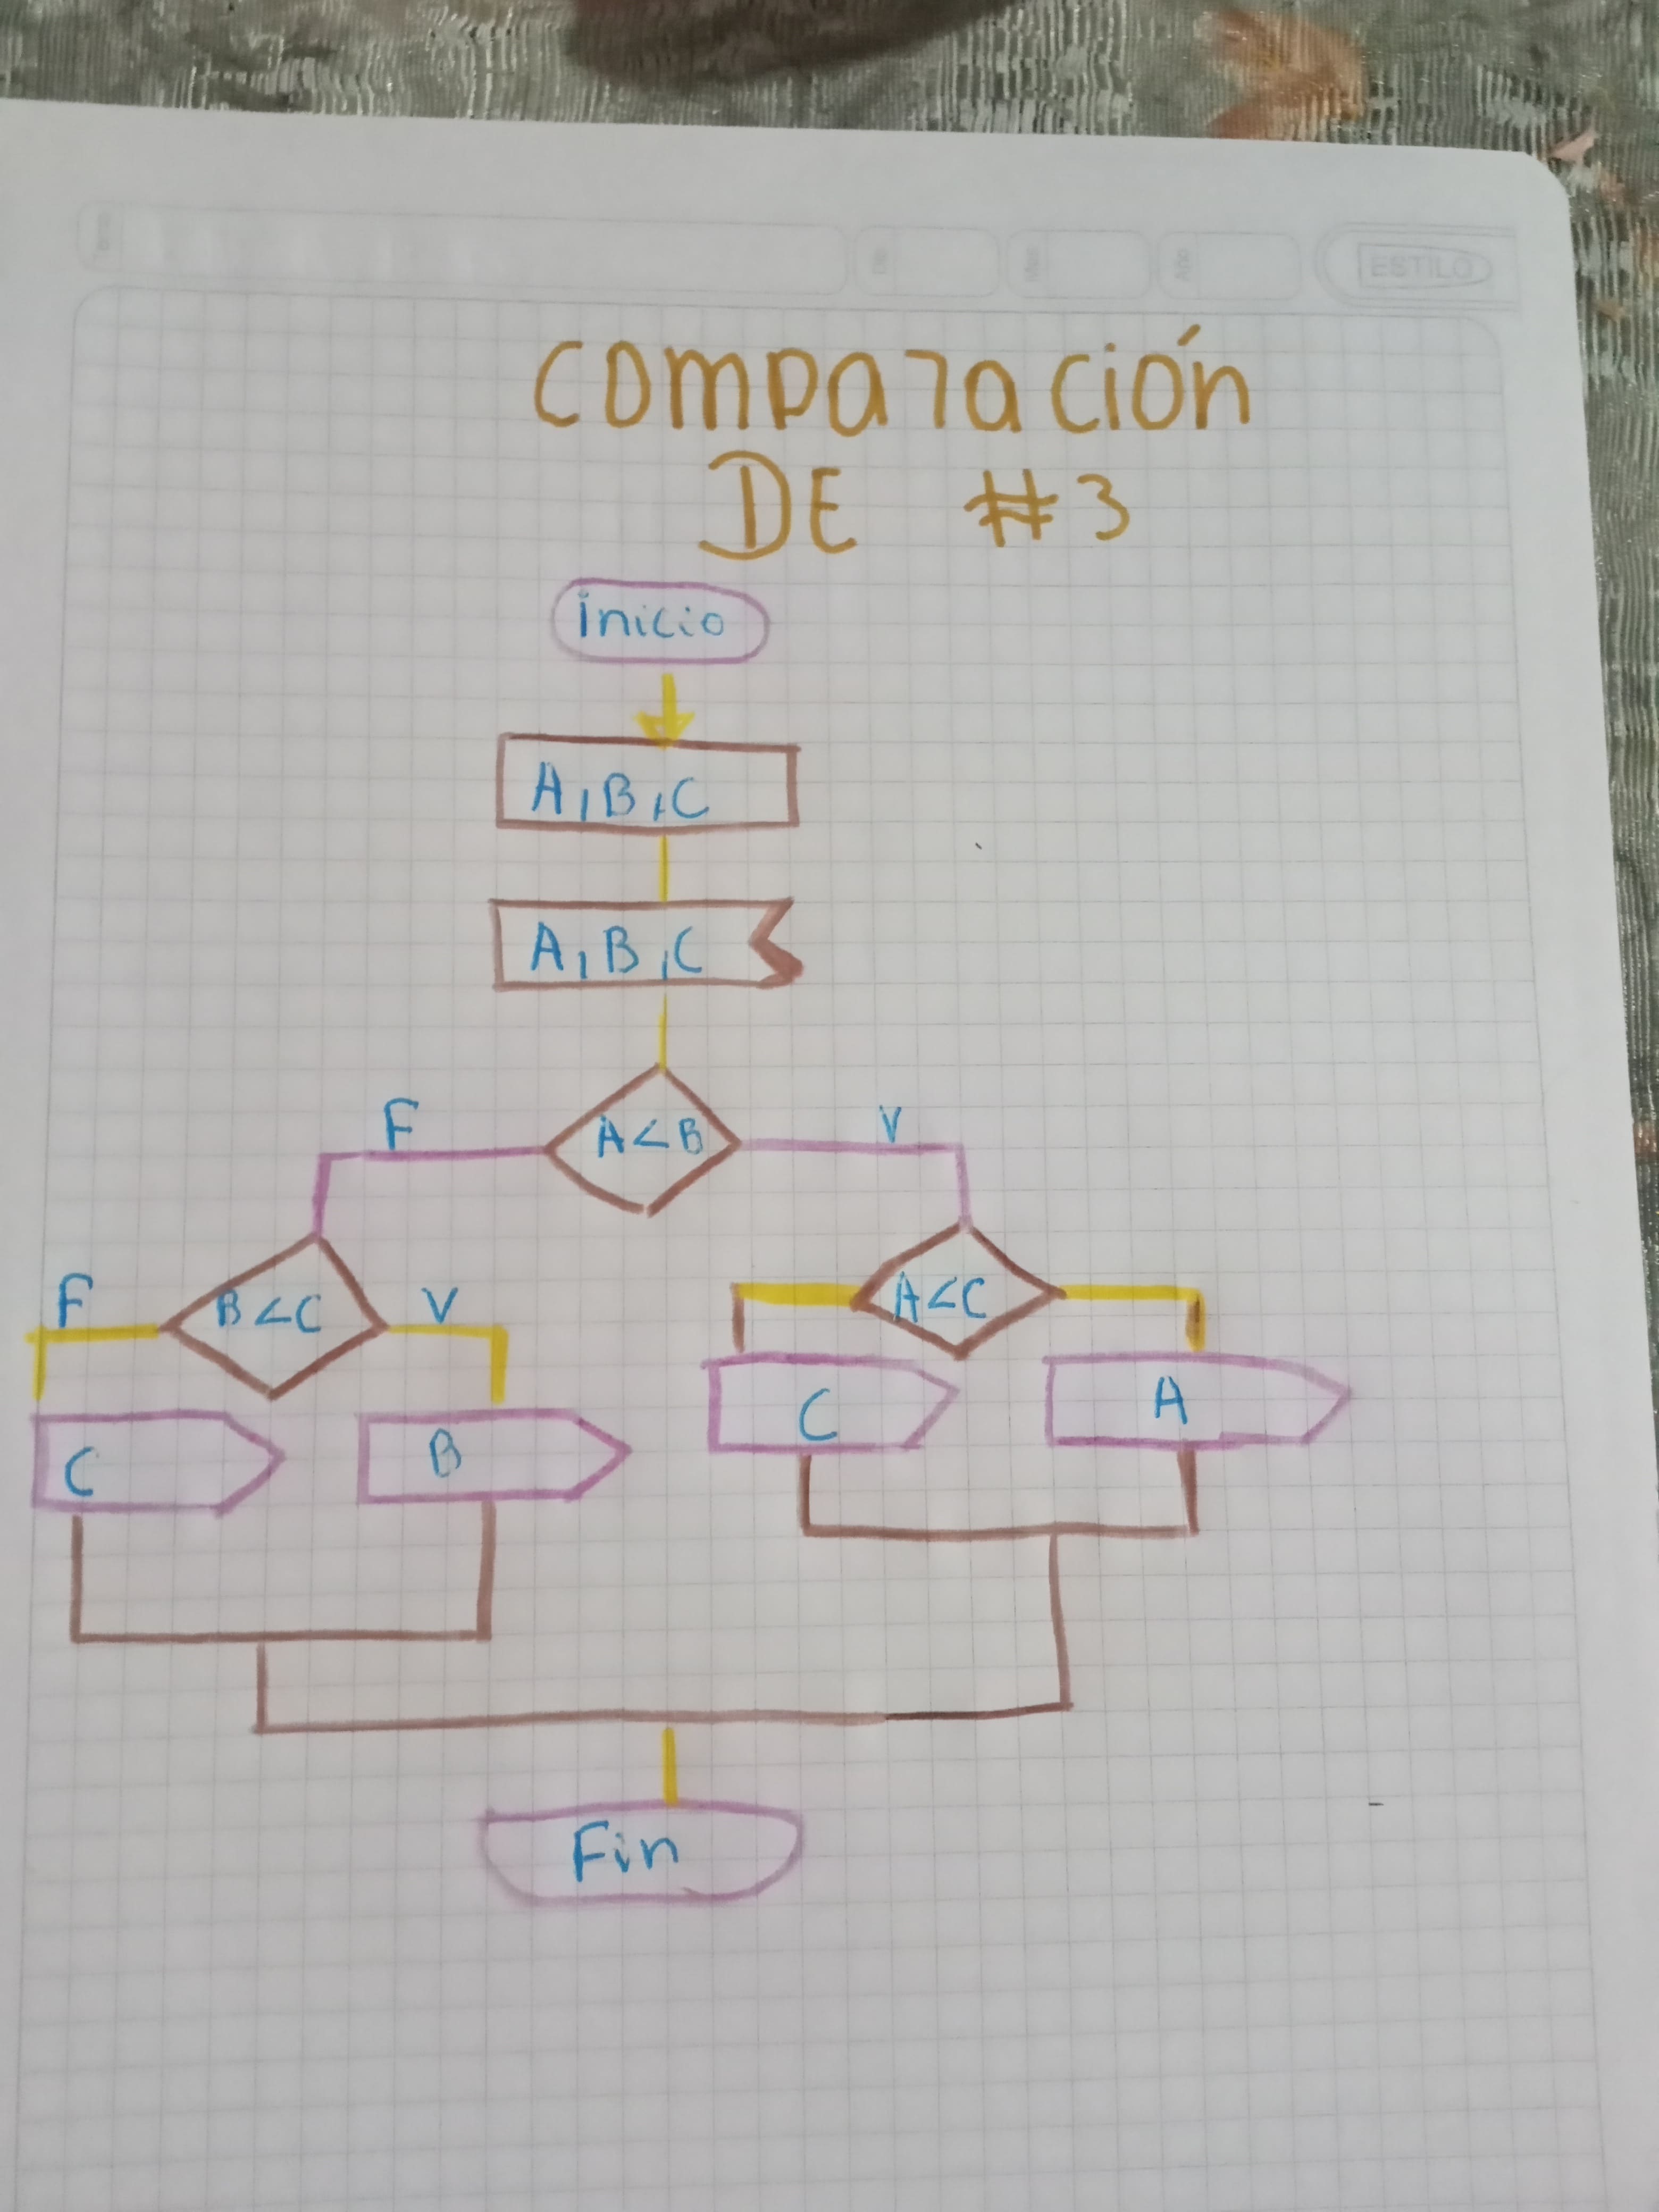 ESTILO
Comparación
DE #3
inicio
A,B,C
A,B,C
A<B
F
V
B<C
F
V
A<C
C
B
C
A
Fin